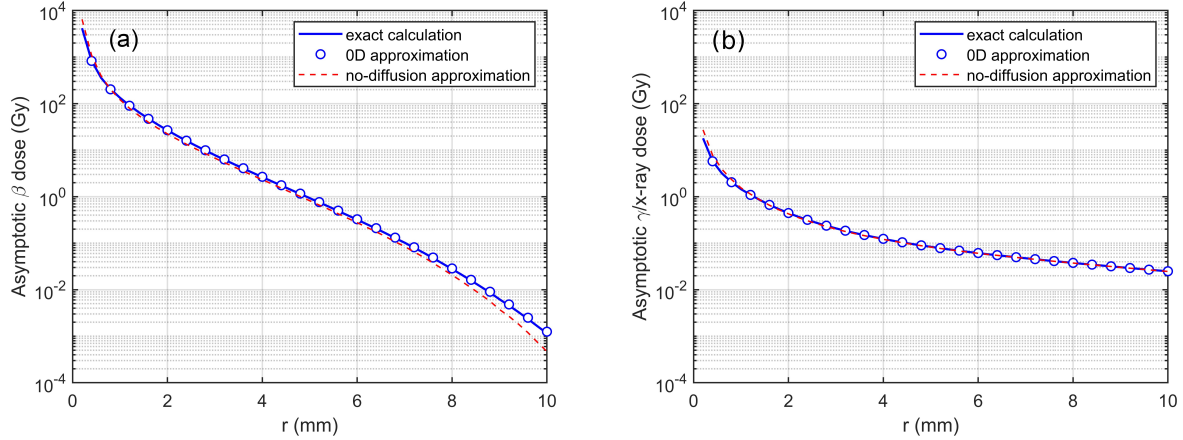 (a)
exact calculation
0D approximation
no-diffusion approximation
Asymptotic β dose (Gy)
10^4
10^2
10^0
10^-2
10^-4
0 2 4 6 8 10
r (mm)
(b)
exact calculation
0D approximation
no-diffusion approximation
Asymptotic γ/x-ray dose (Gy)
10^4
10^2
10^0
10^-2
10^-4
0 2 4 6 8 10
r (mm)